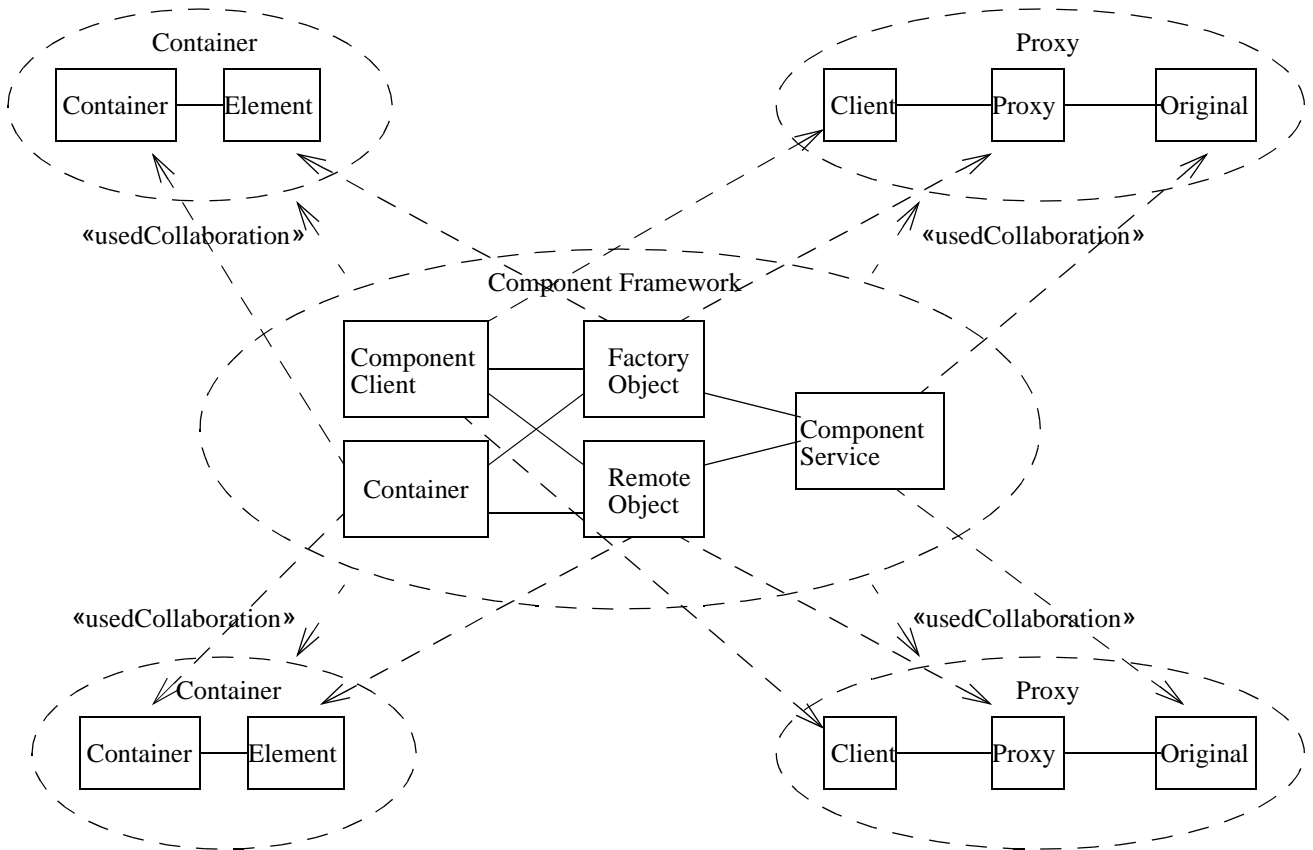 Container
Container
Element
Proxy
Client
Proxy
Original
«usedCollaboration»
«usedCollaboration»
Component Framework
Component
Client
Factory
Object
Component
Service
Container
Remote
Object
«usedCollaboration»
«usedCollaboration»
Container
Container
Element
Proxy
Client
Proxy
Original